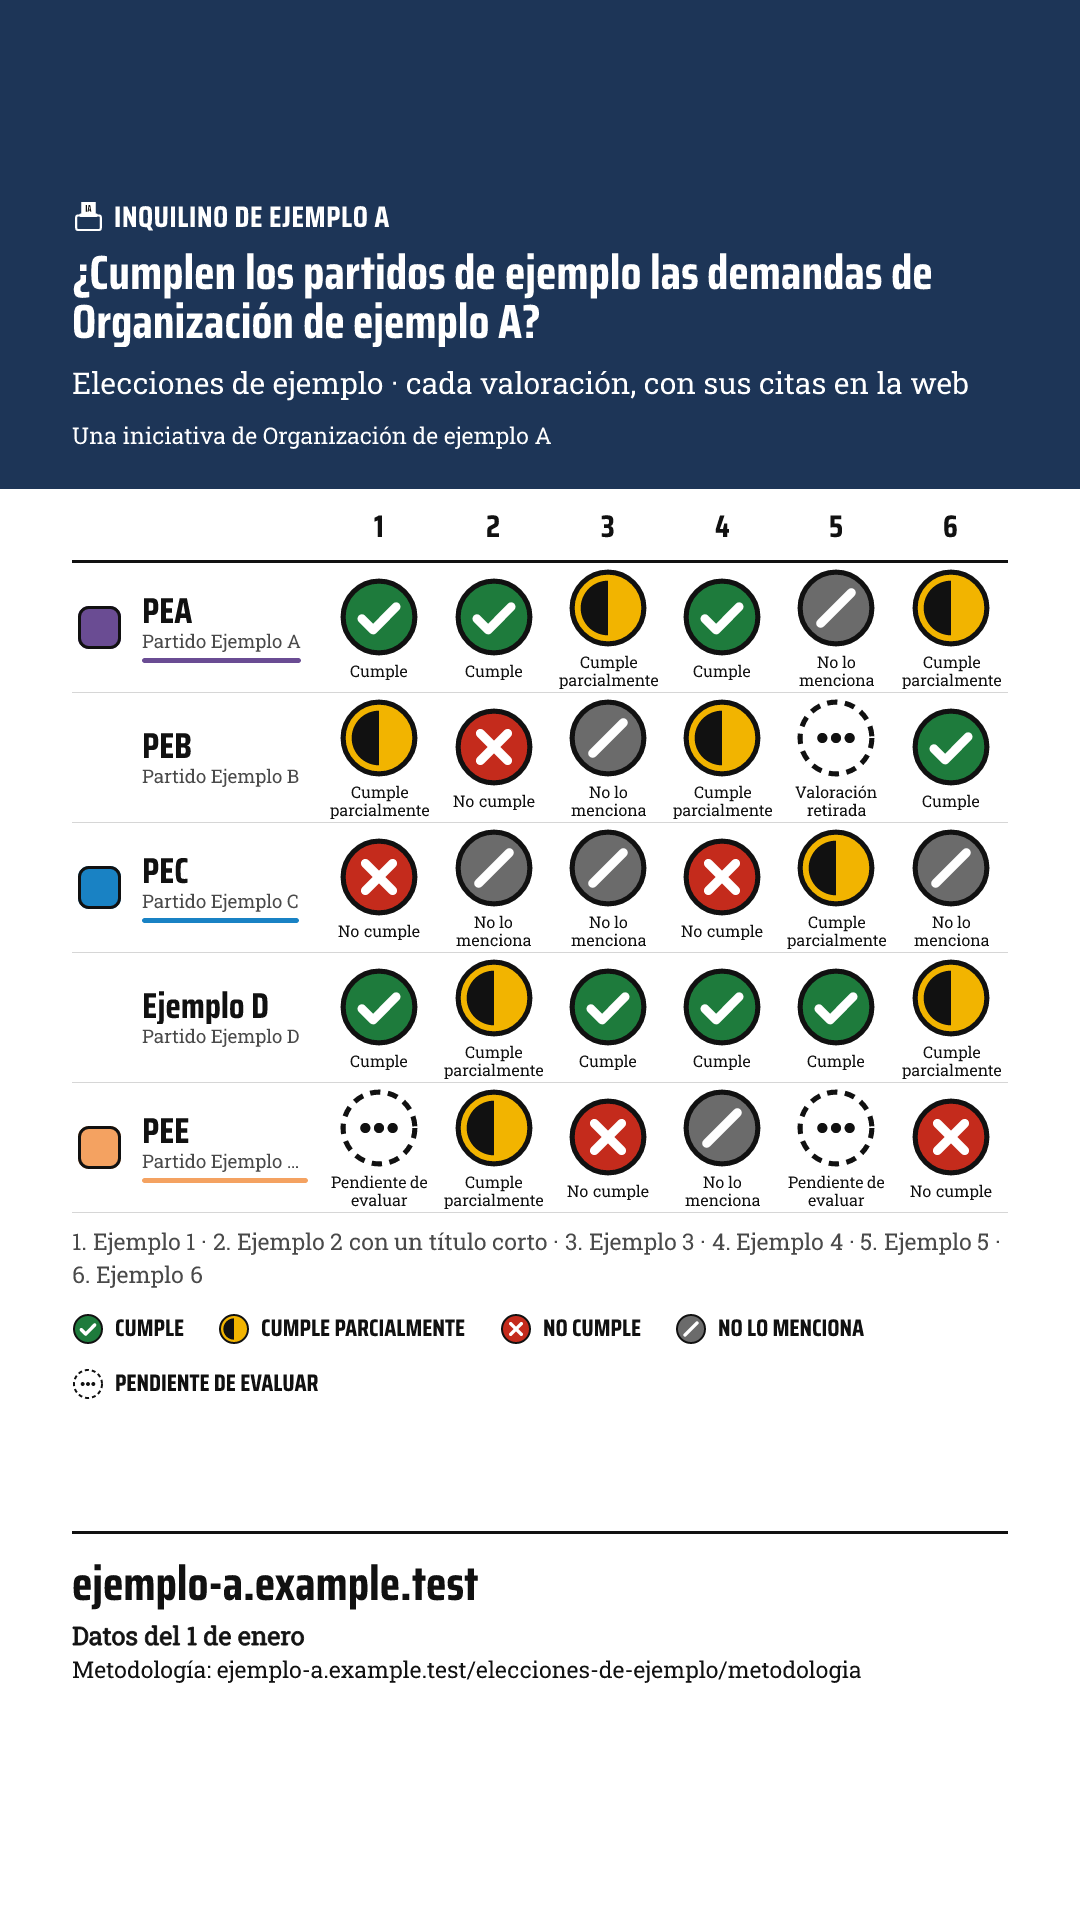 IA
INQUILINO DE EJEMPLO A
¿Cumplen los partidos de ejemplo las demandas de
Organización de ejemplo A?
Elecciones de ejemplo · cada valoración, con sus citas en la web
Una iniciativa de Organización de ejemplo A
1 2 3 4 5 6
PEA
Partido Ejemplo A
Cumple
Cumple
Cumple
parcialmente
Cumple
No lo
menciona
Cumple
parcialmente
PEB
Partido Ejemplo B
Cumple
parcialmente
No cumple
No lo
menciona
Cumple
parcialmente
Valoración
retirada
Cumple
PEC
Partido Ejemplo C
No cumple
No lo
menciona
No lo
menciona
No cumple
Cumple
parcialmente
No lo
menciona
Ejemplo D
Partido Ejemplo D
Cumple
Cumple
parcialmente
Cumple
Cumple
Cumple
Cumple
parcialmente
PEE
Partido Ejemplo ...
Pendiente de
evaluar
Cumple
parcialmente
No cumple
No lo
menciona
Pendiente de
evaluar
No cumple
1. Ejemplo 1 · 2. Ejemplo 2 con un título corto · 3. Ejemplo 3 · 4. Ejemplo 4 · 5. Ejemplo 5 ·
6. Ejemplo 6
CUMPLE CUMPLE PARCIALMENTE NO CUMPLE NO LO MENCIONA
PENDIENTE DE EVALUAR
ejemplo-a.example.test
Datos del 1 de enero
Metodología: ejemplo-a.example.test/elecciones-de-ejemplo/metodologia